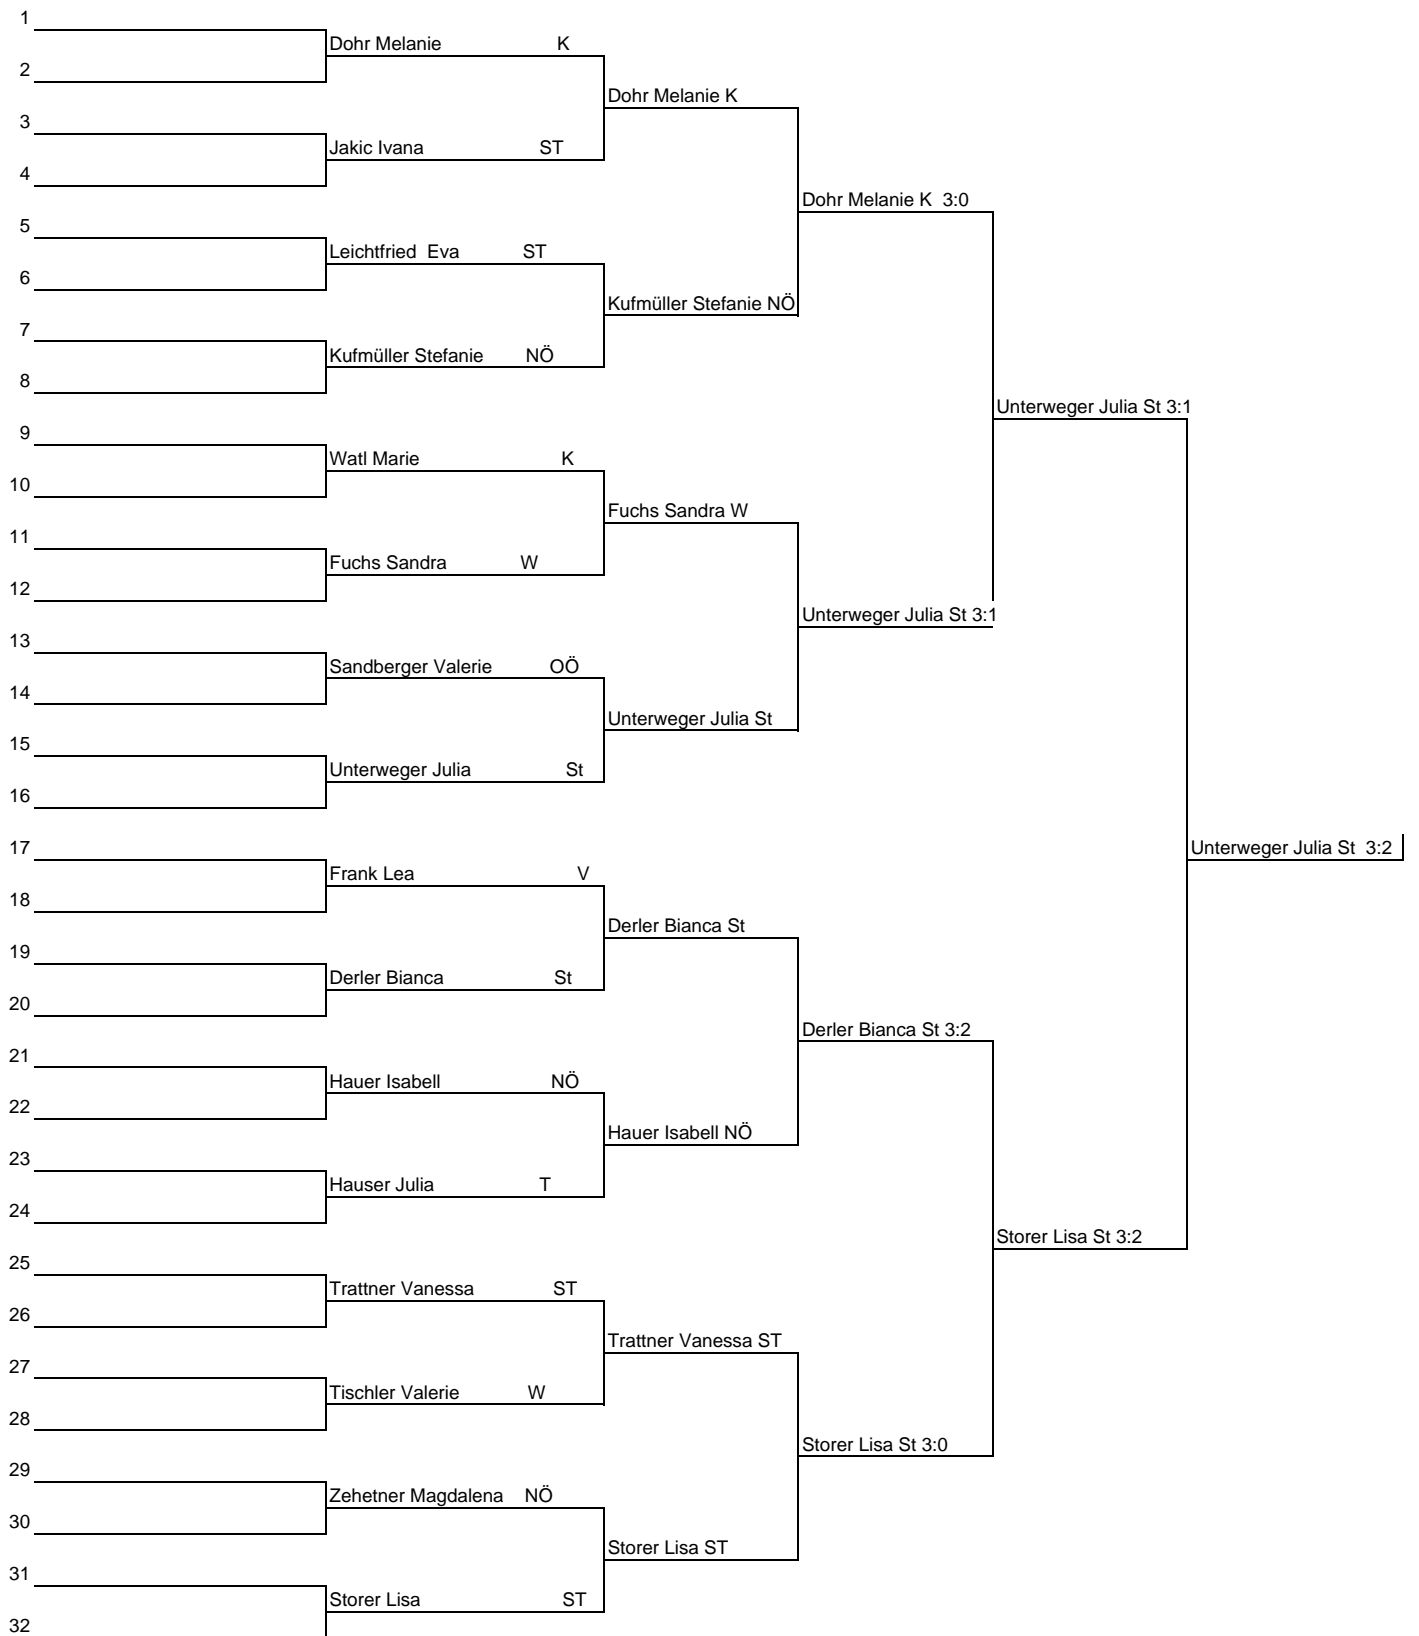 1
Dohr Melanie K
2
Dohr Melanie K
3
Jakic Ivana ST
4
Dohr Melanie K 3:0
5
Leichtfried Eva ST
6
Kufmüller Stefanie NÖ
7
Kufmüller Stefanie NÖ
8
Unterweger Julia St 3:1
9
Watl Marie K
10
Fuchs Sandra W
11
Fuchs Sandra W
12
Unterweger Julia St 3:1
13
Sandberger Valerie OÖ
14
Unterweger Julia St
15
Unterweger Julia St
16
17
Unterweger Julia St 3:2
Frank Lea V
18
Derler Bianca St
19
Derler Bianca St
20
Derler Bianca St 3:2
21
Hauer Isabell NÖ
22
Hauer Isabell NÖ
23
Hauser Julia T
24
Storer Lisa St 3:2
25
Trattner Vanessa ST
26
Trattner Vanessa ST
27
Tischler Valerie W
28
Storer Lisa St 3:0
29
Zehetner Magdalena NÖ
30
Storer Lisa ST
31
Storer Lisa ST
32